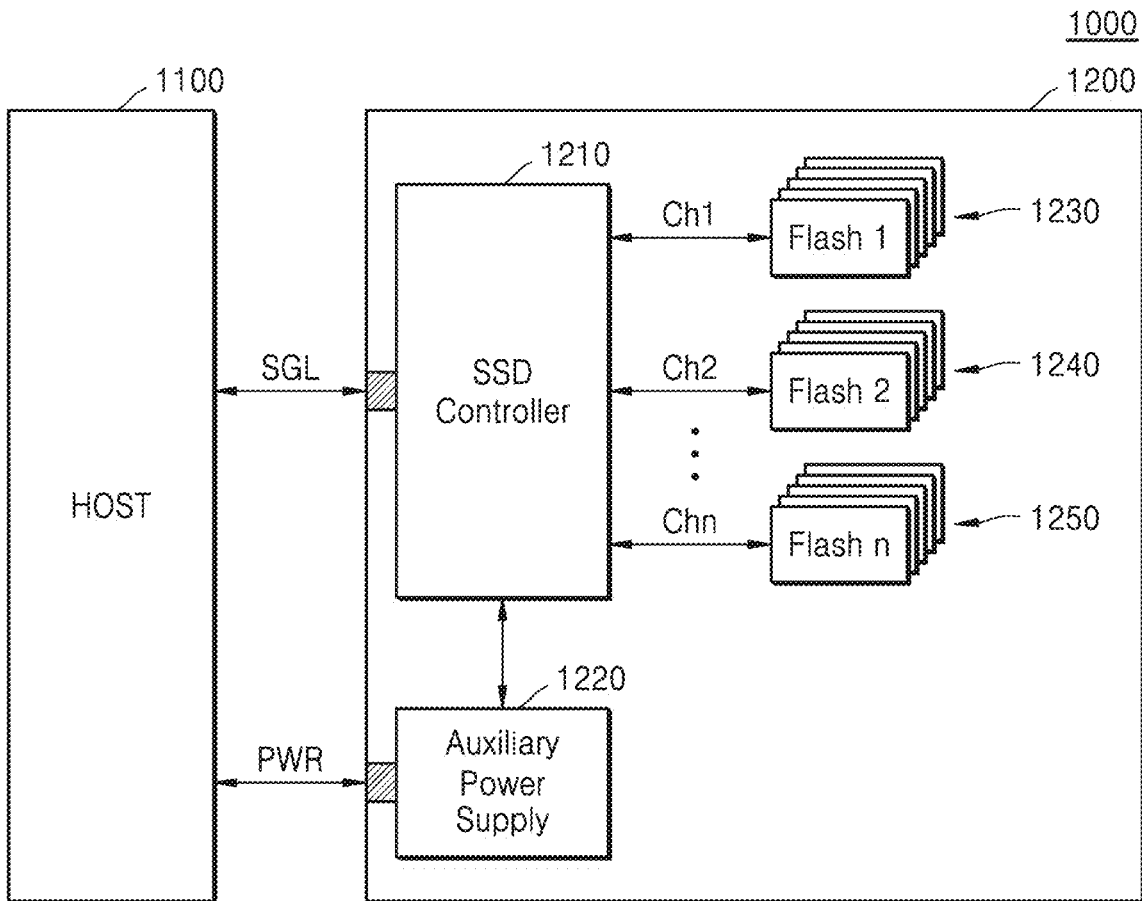 1000
1100
1200
1210
Ch1
Flash 1
1230
SGL
SSD
Controller
Ch2
Flash 2
1240
HOST
Chn
Flash n
1250
1220
PWR
Auxiliary
Power
Supply